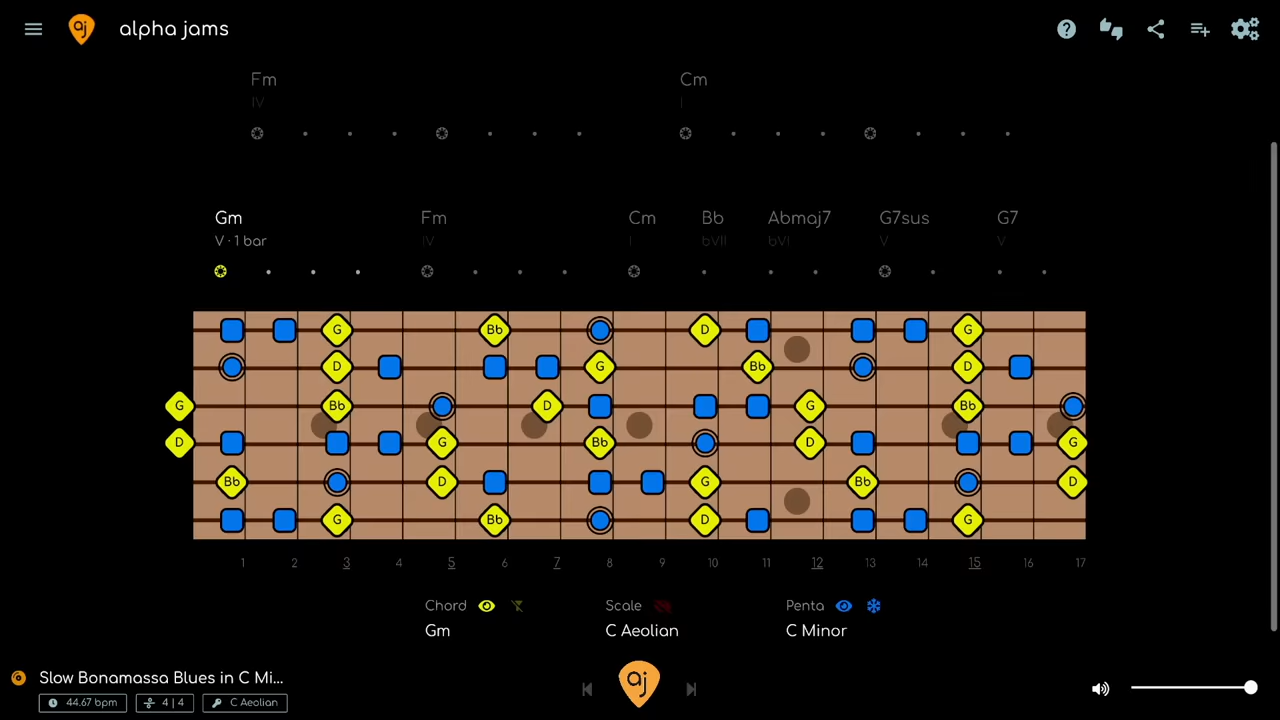 aj alpha jams
Fm Cm
IV I
Gm Fm Cm Bb Abmaj7 G7sus G7
V · 1 bar IV I bVII bVI V V
G Bb D G
D G Bb D
G Bb D G Bb
D G Bb D G
Bb D G Bb D
G Bb D G
1 2 3 4 5 6 7 8 9 10 11 12 13 14 15 16 17
Chord Scale Penta
Gm C Aeolian C Minor
Slow Bonamassa Blues in C Mi...
aj
44.67 bpm 4 | 4 C Aeolian